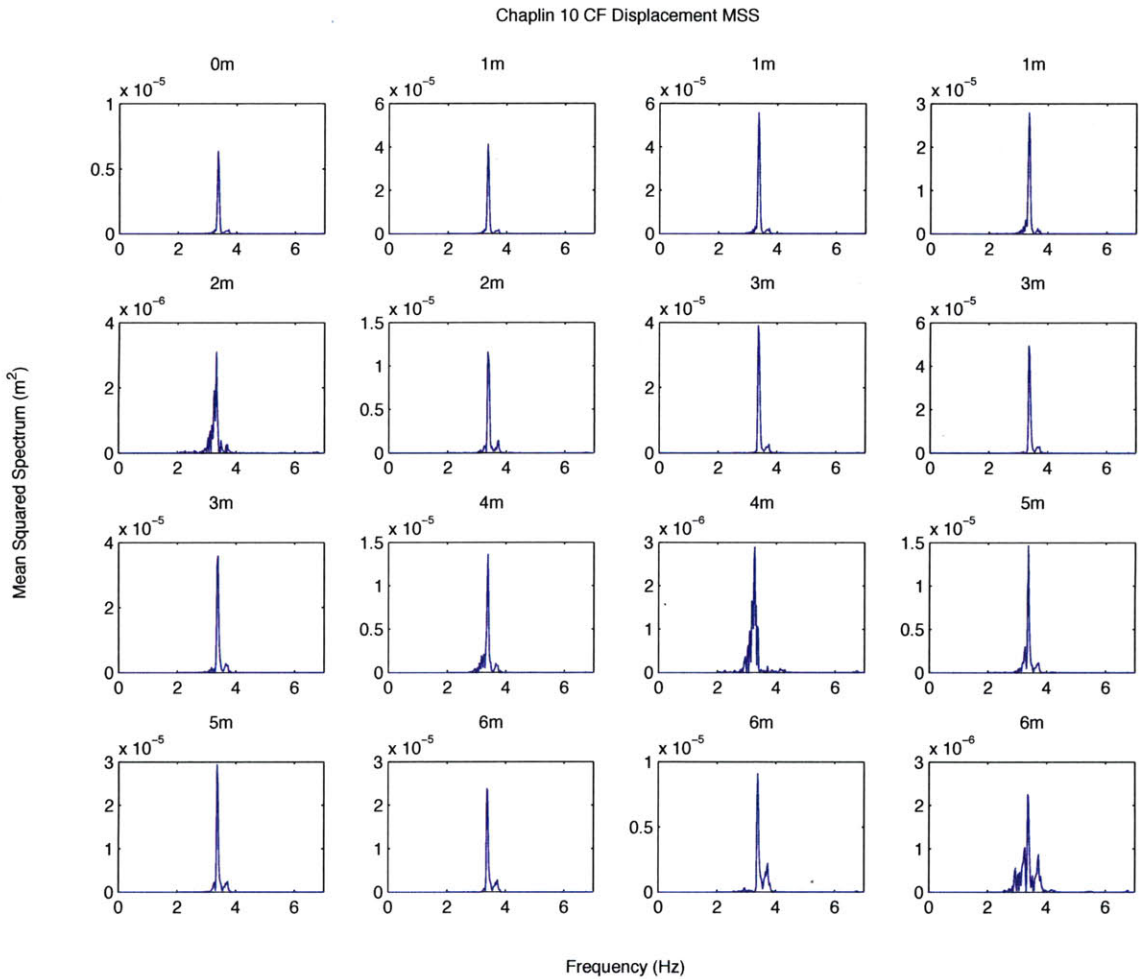 Chaplin 10 CF Displacement MSS
0m 1m 1m 1m
x 10⁻⁵ x 10⁻⁵ x 10⁻⁵ x 10⁻⁵
1 6 6 3
4 4 2
0.5
2 2 1
0 0 0 0
0 2 4 6 0 2 4 6 0 2 4 6 0 2 4 6
2m 2m 3m 3m
x 10⁻⁶ x 10⁻⁵ x 10⁻⁵ x 10⁻⁵
4 1.5 4 6
1 4
2 2
0.5 2
0 0 0 0
0 2 4 6 0 2 4 6 0 2 4 6 0 2 4 6
Mean Squared Spectrum (m²)
3m 4m 4m 5m
x 10⁻⁵ x 10⁻⁵ x 10⁻⁶ x 10⁻⁵
4 1.5 3 1.5
1 2 1
2
0.5 1 0.5
0 0 0 0
0 2 4 6 0 2 4 6 0 2 4 6 0 2 4 6
5m 6m 6m 6m
x 10⁻⁵ x 10⁻⁵ x 10⁻⁵ x 10⁻⁶
3 3 1 3
2 2 2
0.5
1 1 1
0 0 0 0
0 2 4 6 0 2 4 6 0 2 4 6 0 2 4 6
Frequency (Hz)